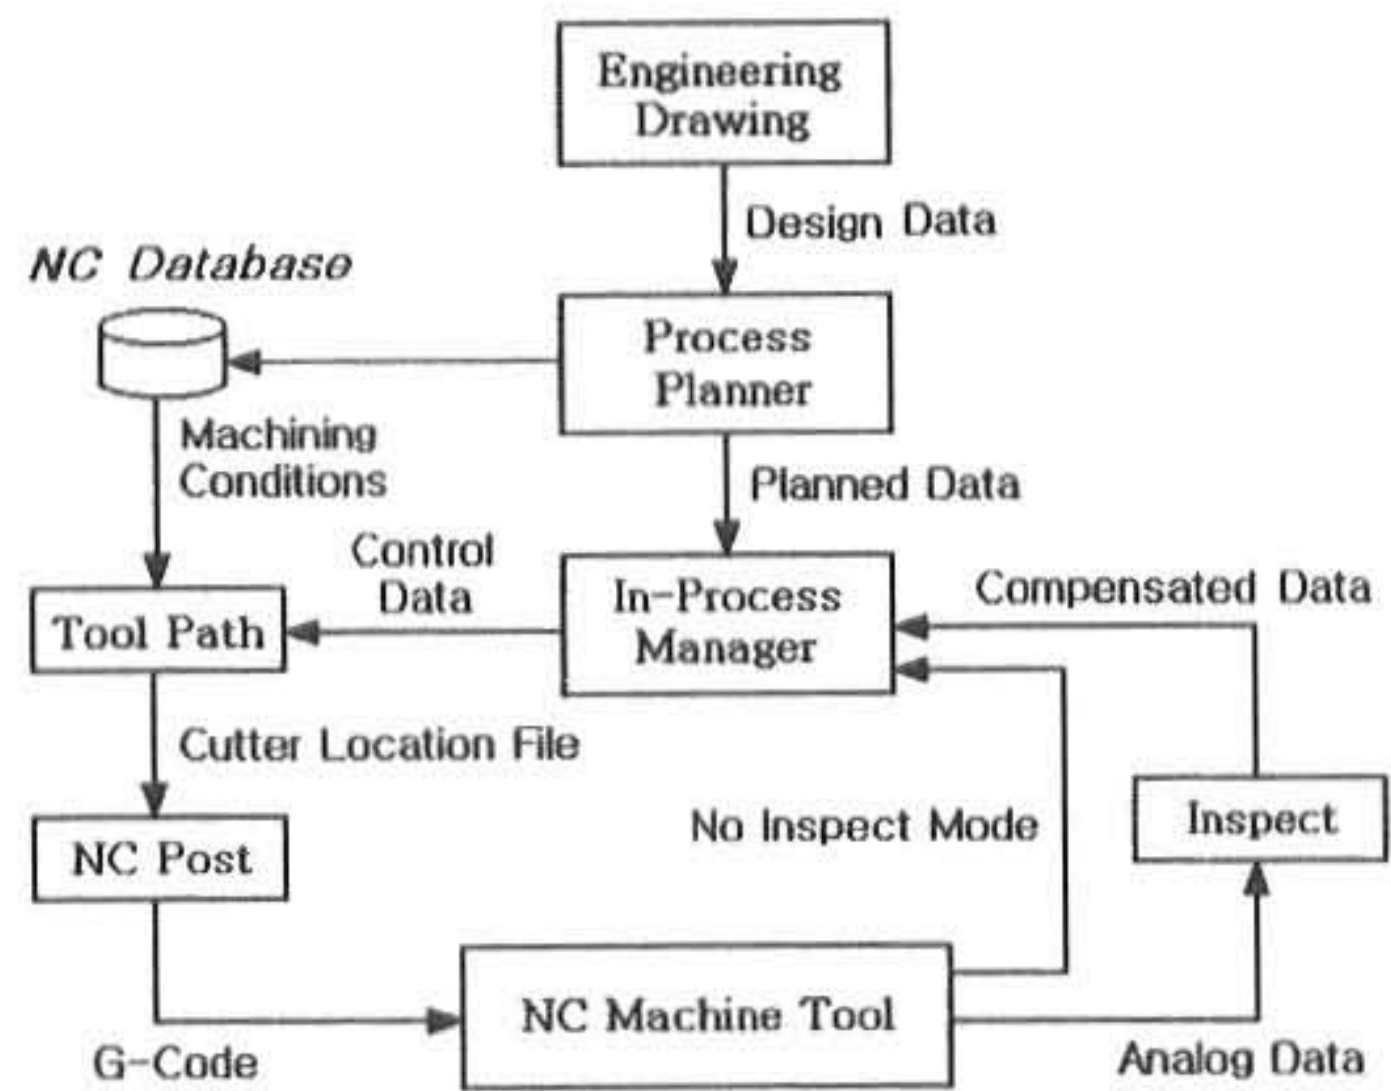 Engineering
Drawing
Design Data
NC Database
Process
Planner
Machining
Conditions
Planned Data
Control
Data
In-Process
Manager
Compensated Data
Tool Path
Cutter Location File
No Inspect Mode
Inspect
NC Post
NC Machine Tool
G-Code
Analog Data